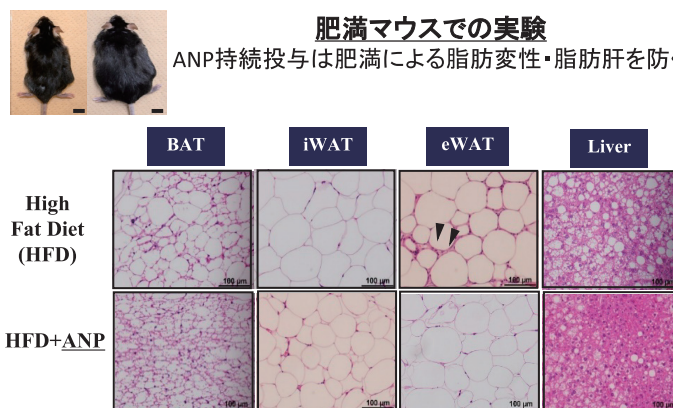 肥満マウスでの実験
ANP持続投与は肥満による脂肪変性・脂肪肝を防
BAT
iWAT
eWAT
Liver
High
Fat Diet
(HFD)
100 µm
100 µm
100 µm
100 µm
HFD+ANP
100 µm
100 µm
100 µm
100 µm